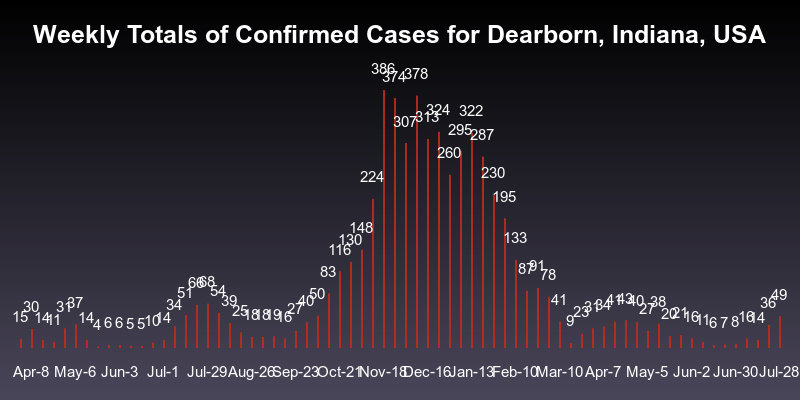 Weekly Totals of Confirmed Cases for Dearborn, Indiana, USA
15 30 14 11 31 37 14 4 6 6 5 5 10 14 34 51 66 68 54 39 25 18 18 19 16 27 40 50 83 116 130 148 224 386 374 307 378 313 324 260 295 322 287 230 195 133 87 91 78 41 9 23 31 34 41 43 40 27 38 20 21 16 11 6 7 8 16 14 36 49
Apr-8 May-6 Jun-3 Jul-1 Jul-29 Aug-26 Sep-23 Oct-21 Nov-18 Dec-16 Jan-13 Feb-10 Mar-10 Apr-7 May-5 Jun-2 Jun-30 Jul-28